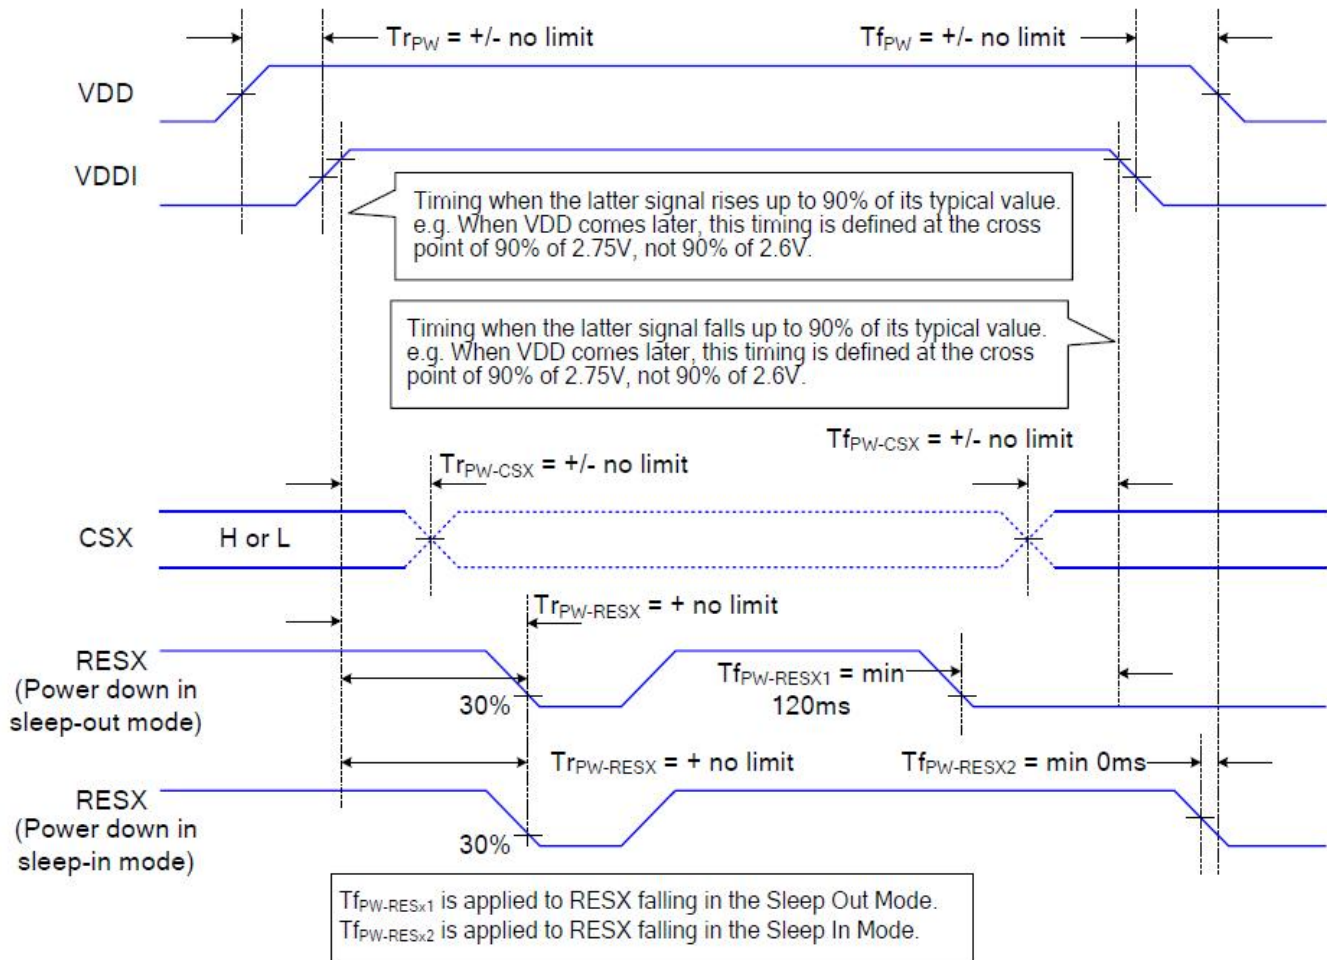 TrPW = +/- no limit
TfPW = +/- no limit
VDD
VDDI
Timing when the latter signal rises up to 90% of its typical value.
e.g. When VDD comes later, this timing is defined at the cross
point of 90% of 2.75V, not 90% of 2.6V.
Timing when the latter signal falls up to 90% of its typical value.
e.g. When VDD comes later, this timing is defined at the cross
point of 90% of 2.75V, not 90% of 2.6V.
TfPW-CSX = +/- no limit
TrPW-CSX = +/- no limit
CSX
H or L
TrPW-RESX = + no limit
RESX
(Power down in
sleep-out mode)
30%
TfPW-RESX1 = min
120ms
TrPW-RESX = + no limit
TfPW-RESX2 = min 0ms
RESX
(Power down in
sleep-in mode)
30%
TfPW-RESx1 is applied to RESX falling in the Sleep Out Mode.
TfPW-RESx2 is applied to RESX falling in the Sleep In Mode.